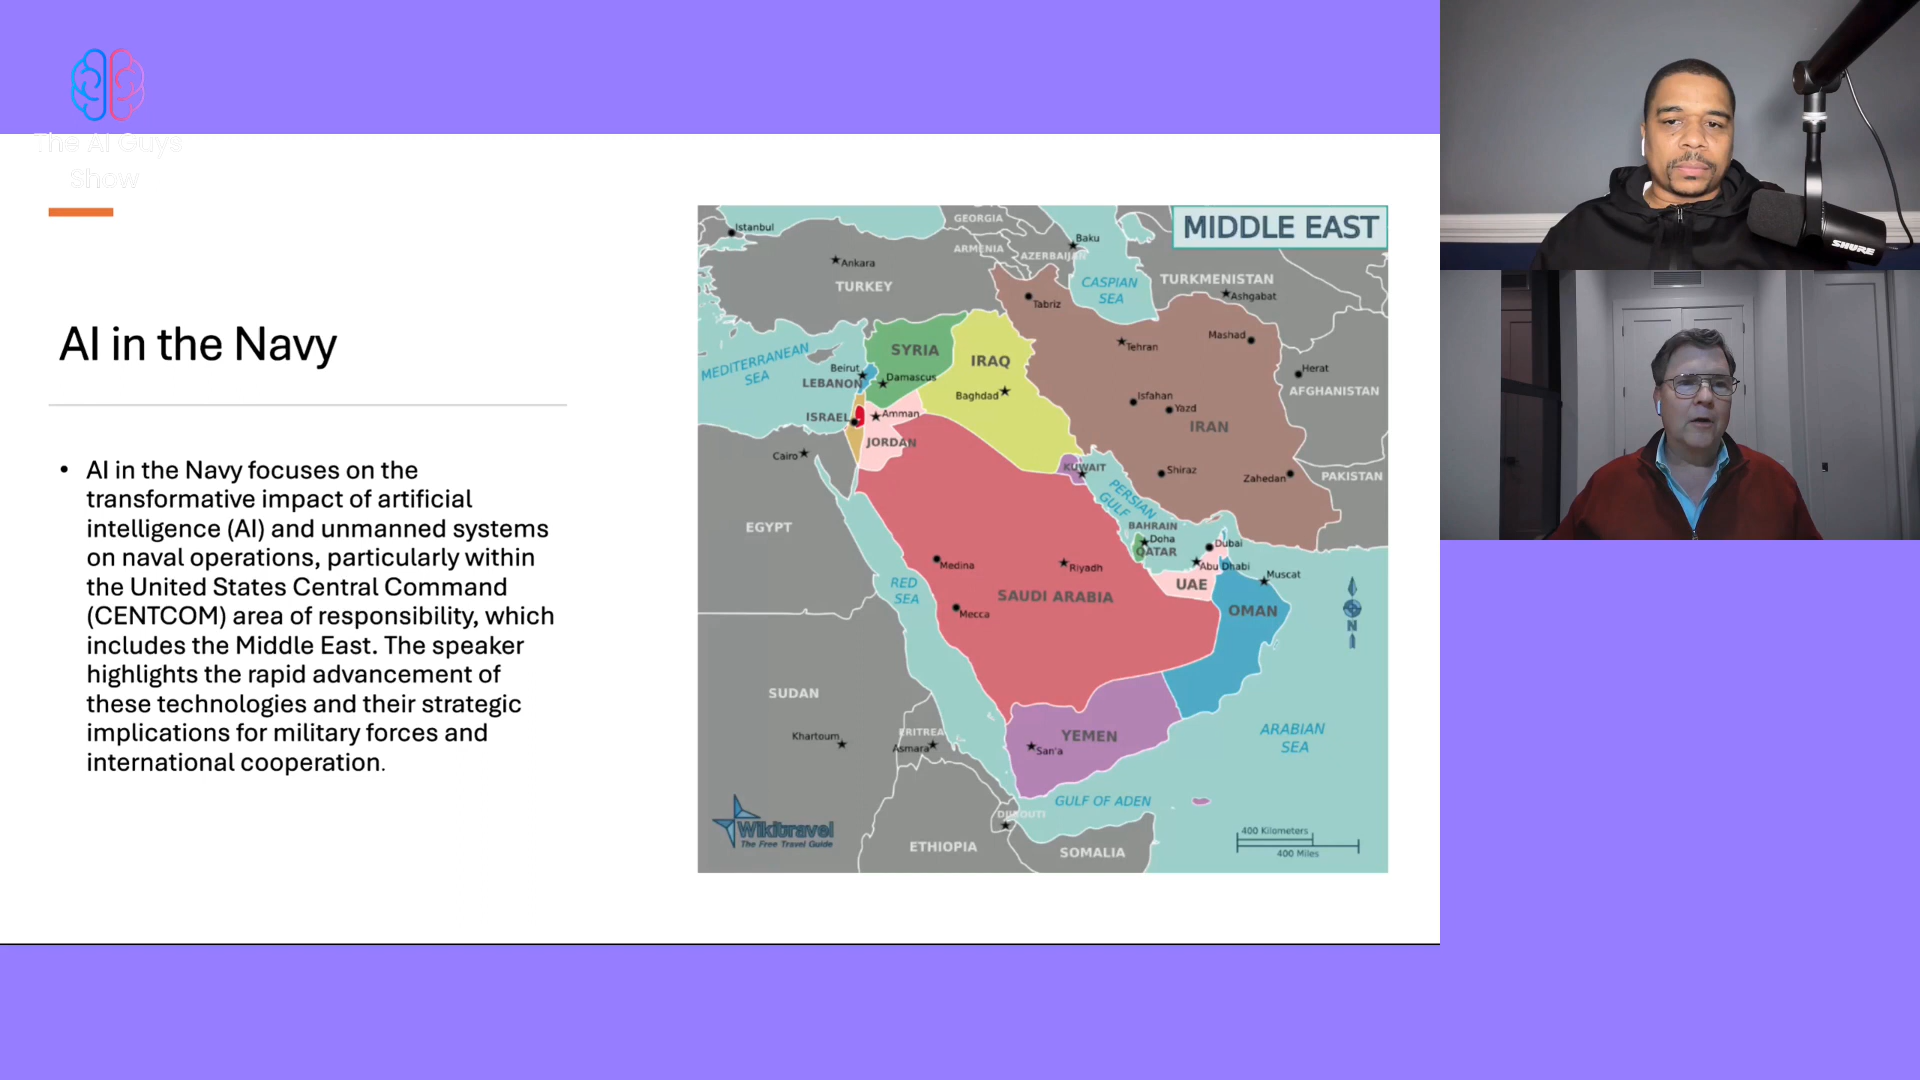 The AI Guys
Show
AI in the Navy
• AI in the Navy focuses on the
transformative impact of artificial
intelligence (AI) and unmanned systems
on naval operations, particularly within
the United States Central Command
(CENTCOM) area of responsibility, which
includes the Middle East. The speaker
highlights the rapid advancement of
these technologies and their strategic
implications for military forces and
international cooperation.
MIDDLE EAST
GEORGIA
Istanbul
Baku
ARMENIA
AZERBAIJAN
Ankara
TURKEY
CASPIAN
SEA
TURKMENISTAN
Ashgabat
Tabriz
Mashad
Tehran
MEDITERRANEAN
SEA
SYRIA
IRAQ
Beirut
LEBANON
Damascus
Herat
AFGHANISTAN
Baghdad
Isfahan
Yazd
IRAN
ISRAEL
Amman
JORDAN
Cairo
KUWAIT
Shiraz
Zahedan
PAKISTAN
PERSIAN
GULF
EGYPT
BAHRAIN
Doha
QATAR
Dubai
Abu Dhabi
Muscat
Medina
Riyadh
RED
SEA
SAUDI ARABIA
UAE
OMAN
Mecca
N
SUDAN
Khartoum
ERITREA
Asmara
YEMEN
San'a
ARABIAN
SEA
GULF OF ADEN
DJIBOUTI
Wikitravel
The Free Travel Guide
ETHIOPIA
SOMALIA
400 Kilometers
400 Miles
SHURE